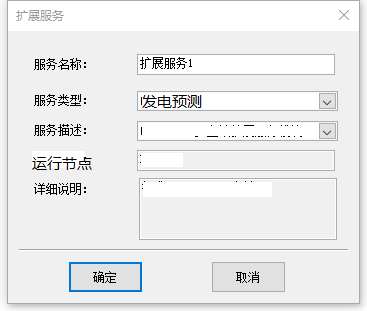 扩展服务
服务名称：
扩展服务1
服务类型：
发电预测
服务描述：
运行节点
详细说明：
确定
取消